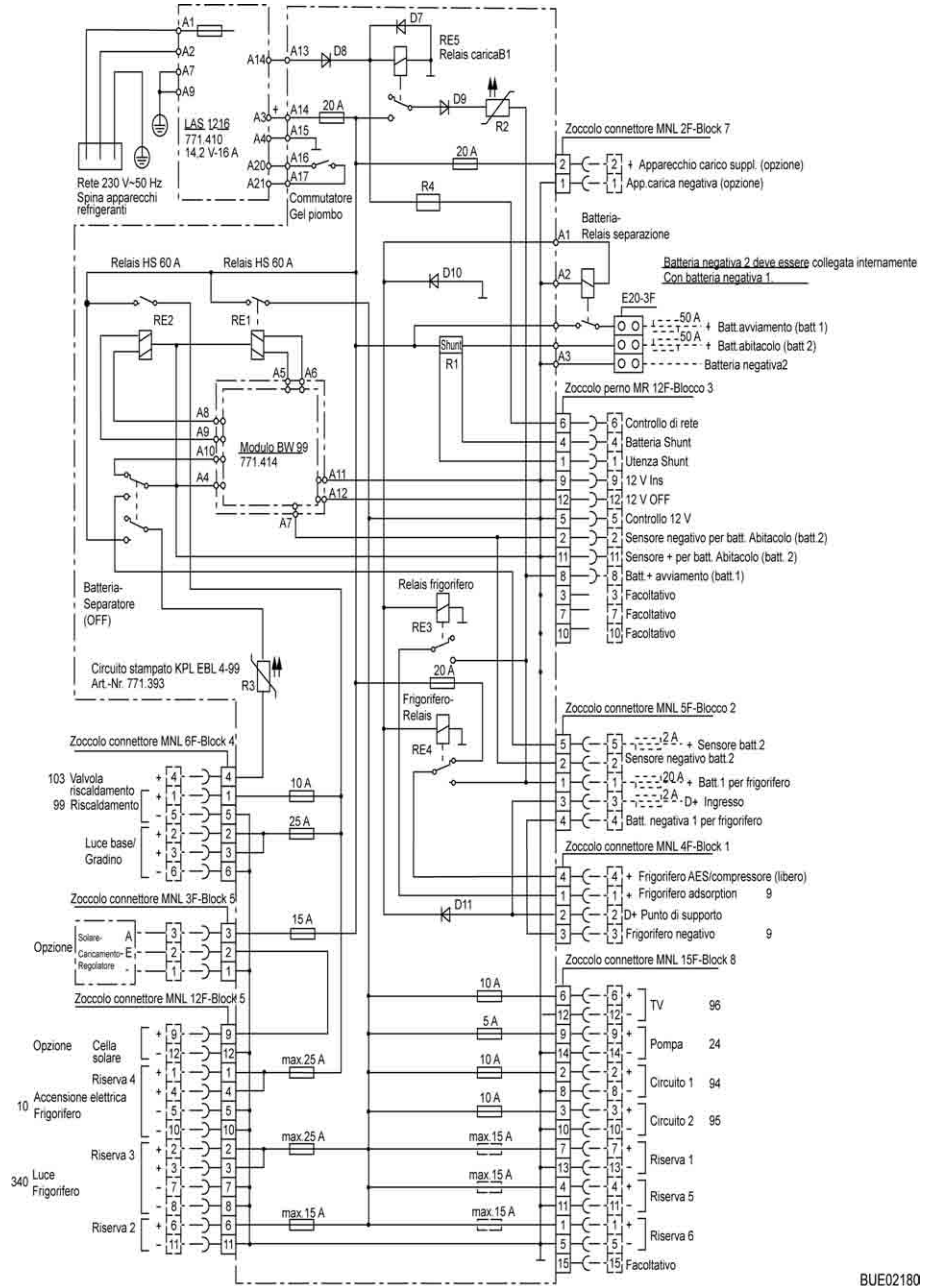 A1
A2
A7
A9
A14
A13
D8
D7
RE5
Relais caricaB1
D9
R2
A3
+
A14
20 A
A4
A15
A20
A16
A21
A17
LAS 1216
771.410
14,2 V-16 A
Rete 230 V~50 Hz
Spina apparecchi
refrigeranti
Commutatore
Gel piombo
20 A
R4
Zoccolo connettore MNL 2F-Block 7
2 2 + Apparecchio carico suppl. (opzione)
1 1 App.carica negativa (opzione)
Batteria-
Relais separazione
A1
A2
Batteria negativa 2 deve essere collegata internamente
Con batteria negativa 1.
E20-3F
50 A
+ Batt.avviamento (batt 1)
50 A
+ Batt.abitacolo (batt 2)
A3
Batteria negativa2
D10
Shunt
R1
Relais HS 60 A
Relais HS 60 A
RE2
RE1
A5
A6
A8
A9
A10
A4
Modulo BW 99
771.414
A11
A12
A7
Batteria-
Separatore
(OFF)
Circuito stampato KPL EBL 4-99
Art.-Nr. 771.393
R3
Zoccolo perno MR 12F-Blocco 3
6 6 Controllo di rete
4 4 Batteria Shunt
1 1 Utenza Shunt
9 9 12 V Ins
12 12 12 V OFF
5 5 Controllo 12 V
2 2 Sensore negativo per batt. Abitacolo (batt.2)
11 11 Sensore + per batt. Abitacolo (batt. 2)
8 8 Batt.+ avviamento (batt.1)
3 3 Facoltativo
7 7 Facoltativo
10 10 Facoltativo
Relais frigorifero
RE3
20 A
Frigorifero-
Relais
RE4
Zoccolo connettore MNL 5F-Blocco 2
5 5 2 A + Sensore batt.2
2 2 Sensore negativo batt 2
1 1 20 A + Batt.1 per frigorifero
3 3 2 A D+ Ingresso
4 4 Batt. negativa 1 per frigorifero
Zoccolo connettore MNL 4F-Block 1
4 4 + Frigorifero AES/compressore (libero)
1 1 + Frigorifero adsorption 9
2 2 D+ Punto di supporto
3 3 Frigorifero negativo 9
D11
Zoccolo connettore MNL 6F-Block 4
103 Valvola
riscaldamento
99 Riscaldamento
+ 4 4
+ 1 1
- 5 5
Luce base/
Gradino
+ 2 2
+ 3 3
- 6 6
10 A
25 A
Zoccolo connettore MNL 3F-Block 5
Opzione
Solare-
Caricamento-
Regolatore
A 3 3
E 2 2
- 1 1
15 A
Zoccolo connettore MNL 12F-Block 5
Opzione
Cella
solare
+ 9 9
- 12 12
Riserva 4
10 Accensione elettrica
Frigorifero
+ 1 1
+ 4 4
- 5 5
- 10 10
max.25 A
Riserva 3
340 Luce
Frigorifero
+ 2 2
+ 3 3
- 7 7
- 8 8
max.25 A
Riserva 2
+ 6 6
- 11 11
max.15 A
Zoccolo connettore MNL 15F-Block 8
10 A
6 6 +
12 12 -
TV 96
5 A
9 9 +
14 14 -
Pompa 24
10 A
2 2 +
8 8 -
Circuito 1 94
10 A
3 3 +
10 10 -
Circuito 2 95
max.15 A
7 7 +
13 13 -
Riserva 1
max.15 A
4 4 +
11 11 -
Riserva 5
max.15 A
1 1 +
5 5 -
Riserva 6
15 15 Facoltativo
BUE02180